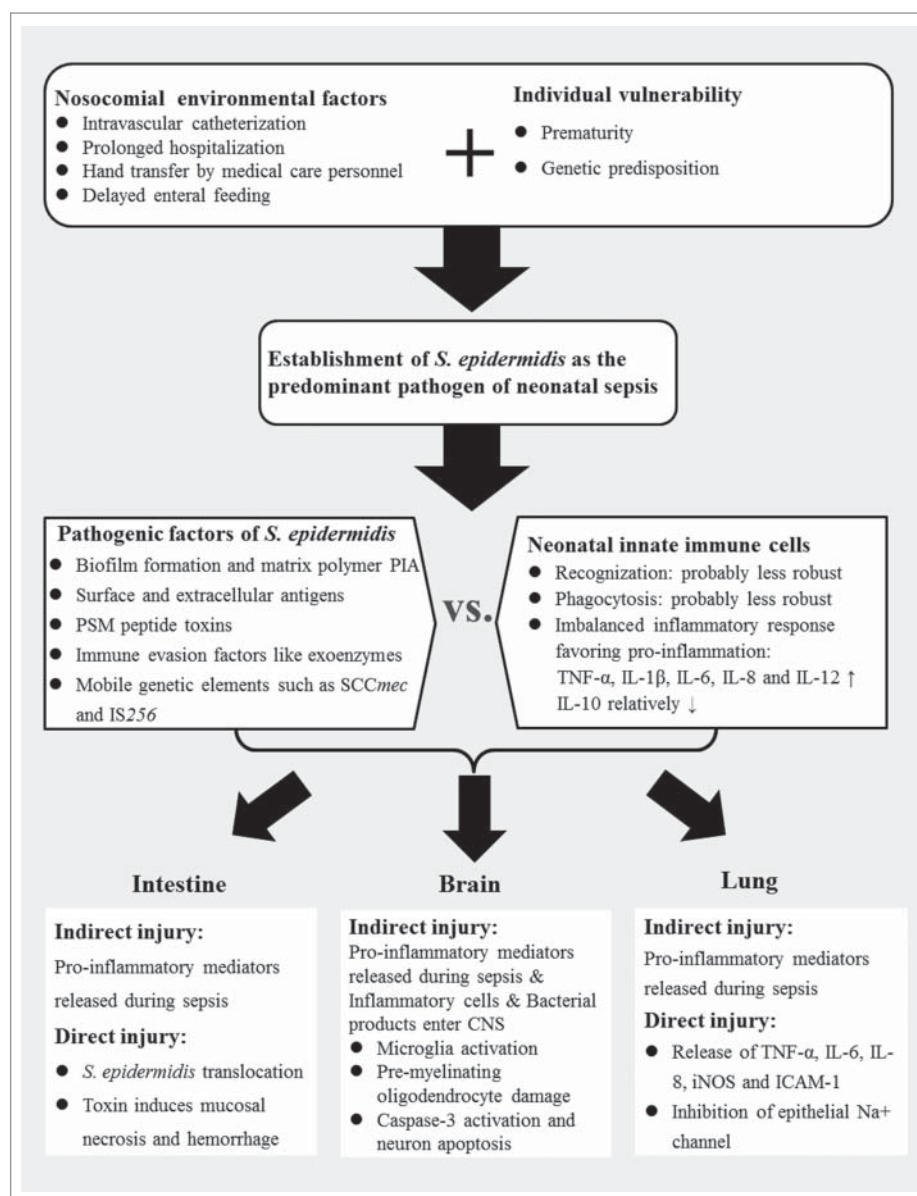 Nosocomial environmental factors
● Intravascular catheterization
● Prolonged hospitalization
● Hand transfer by medical care personnel
● Delayed enteral feeding
+
Individual vulnerability
● Prematurity
● Genetic predisposition
Establishment of S. epidermidis as the
predominant pathogen of neonatal sepsis
Pathogenic factors of S. epidermidis
● Biofilm formation and matrix polymer PIA
● Surface and extracellular antigens
● PSM peptide toxins
● Immune evasion factors like exoenzymes
● Mobile genetic elements such as SCCmec
and IS256
vs.
Neonatal innate immune cells
● Recognization: probably less robust
● Phagocytosis: probably less robust
● Imbalanced inflammatory response
favoring pro-inflammation:
TNF-α, IL-1β, IL-6, IL-8 and IL-12 ↑
IL-10 relatively ↓
Intestine
Indirect injury:
Pro-inflammatory mediators
released during sepsis
Direct injury:
● S. epidermidis translocation
● Toxin induces mucosal
necrosis and hemorrhage
Brain
Indirect injury:
Pro-inflammatory mediators
released during sepsis &
Inflammatory cells & Bacterial
products enter CNS
● Microglia activation
● Pre-myelinating
oligodendrocyte damage
● Caspase-3 activation and
neuron apoptosis
Lung
Indirect injury:
Pro-inflammatory mediators
released during sepsis
Direct injury:
● Release of TNF-α, IL-6, IL-
8, iNOS and ICAM-1
● Inhibition of epithelial Na+
channel